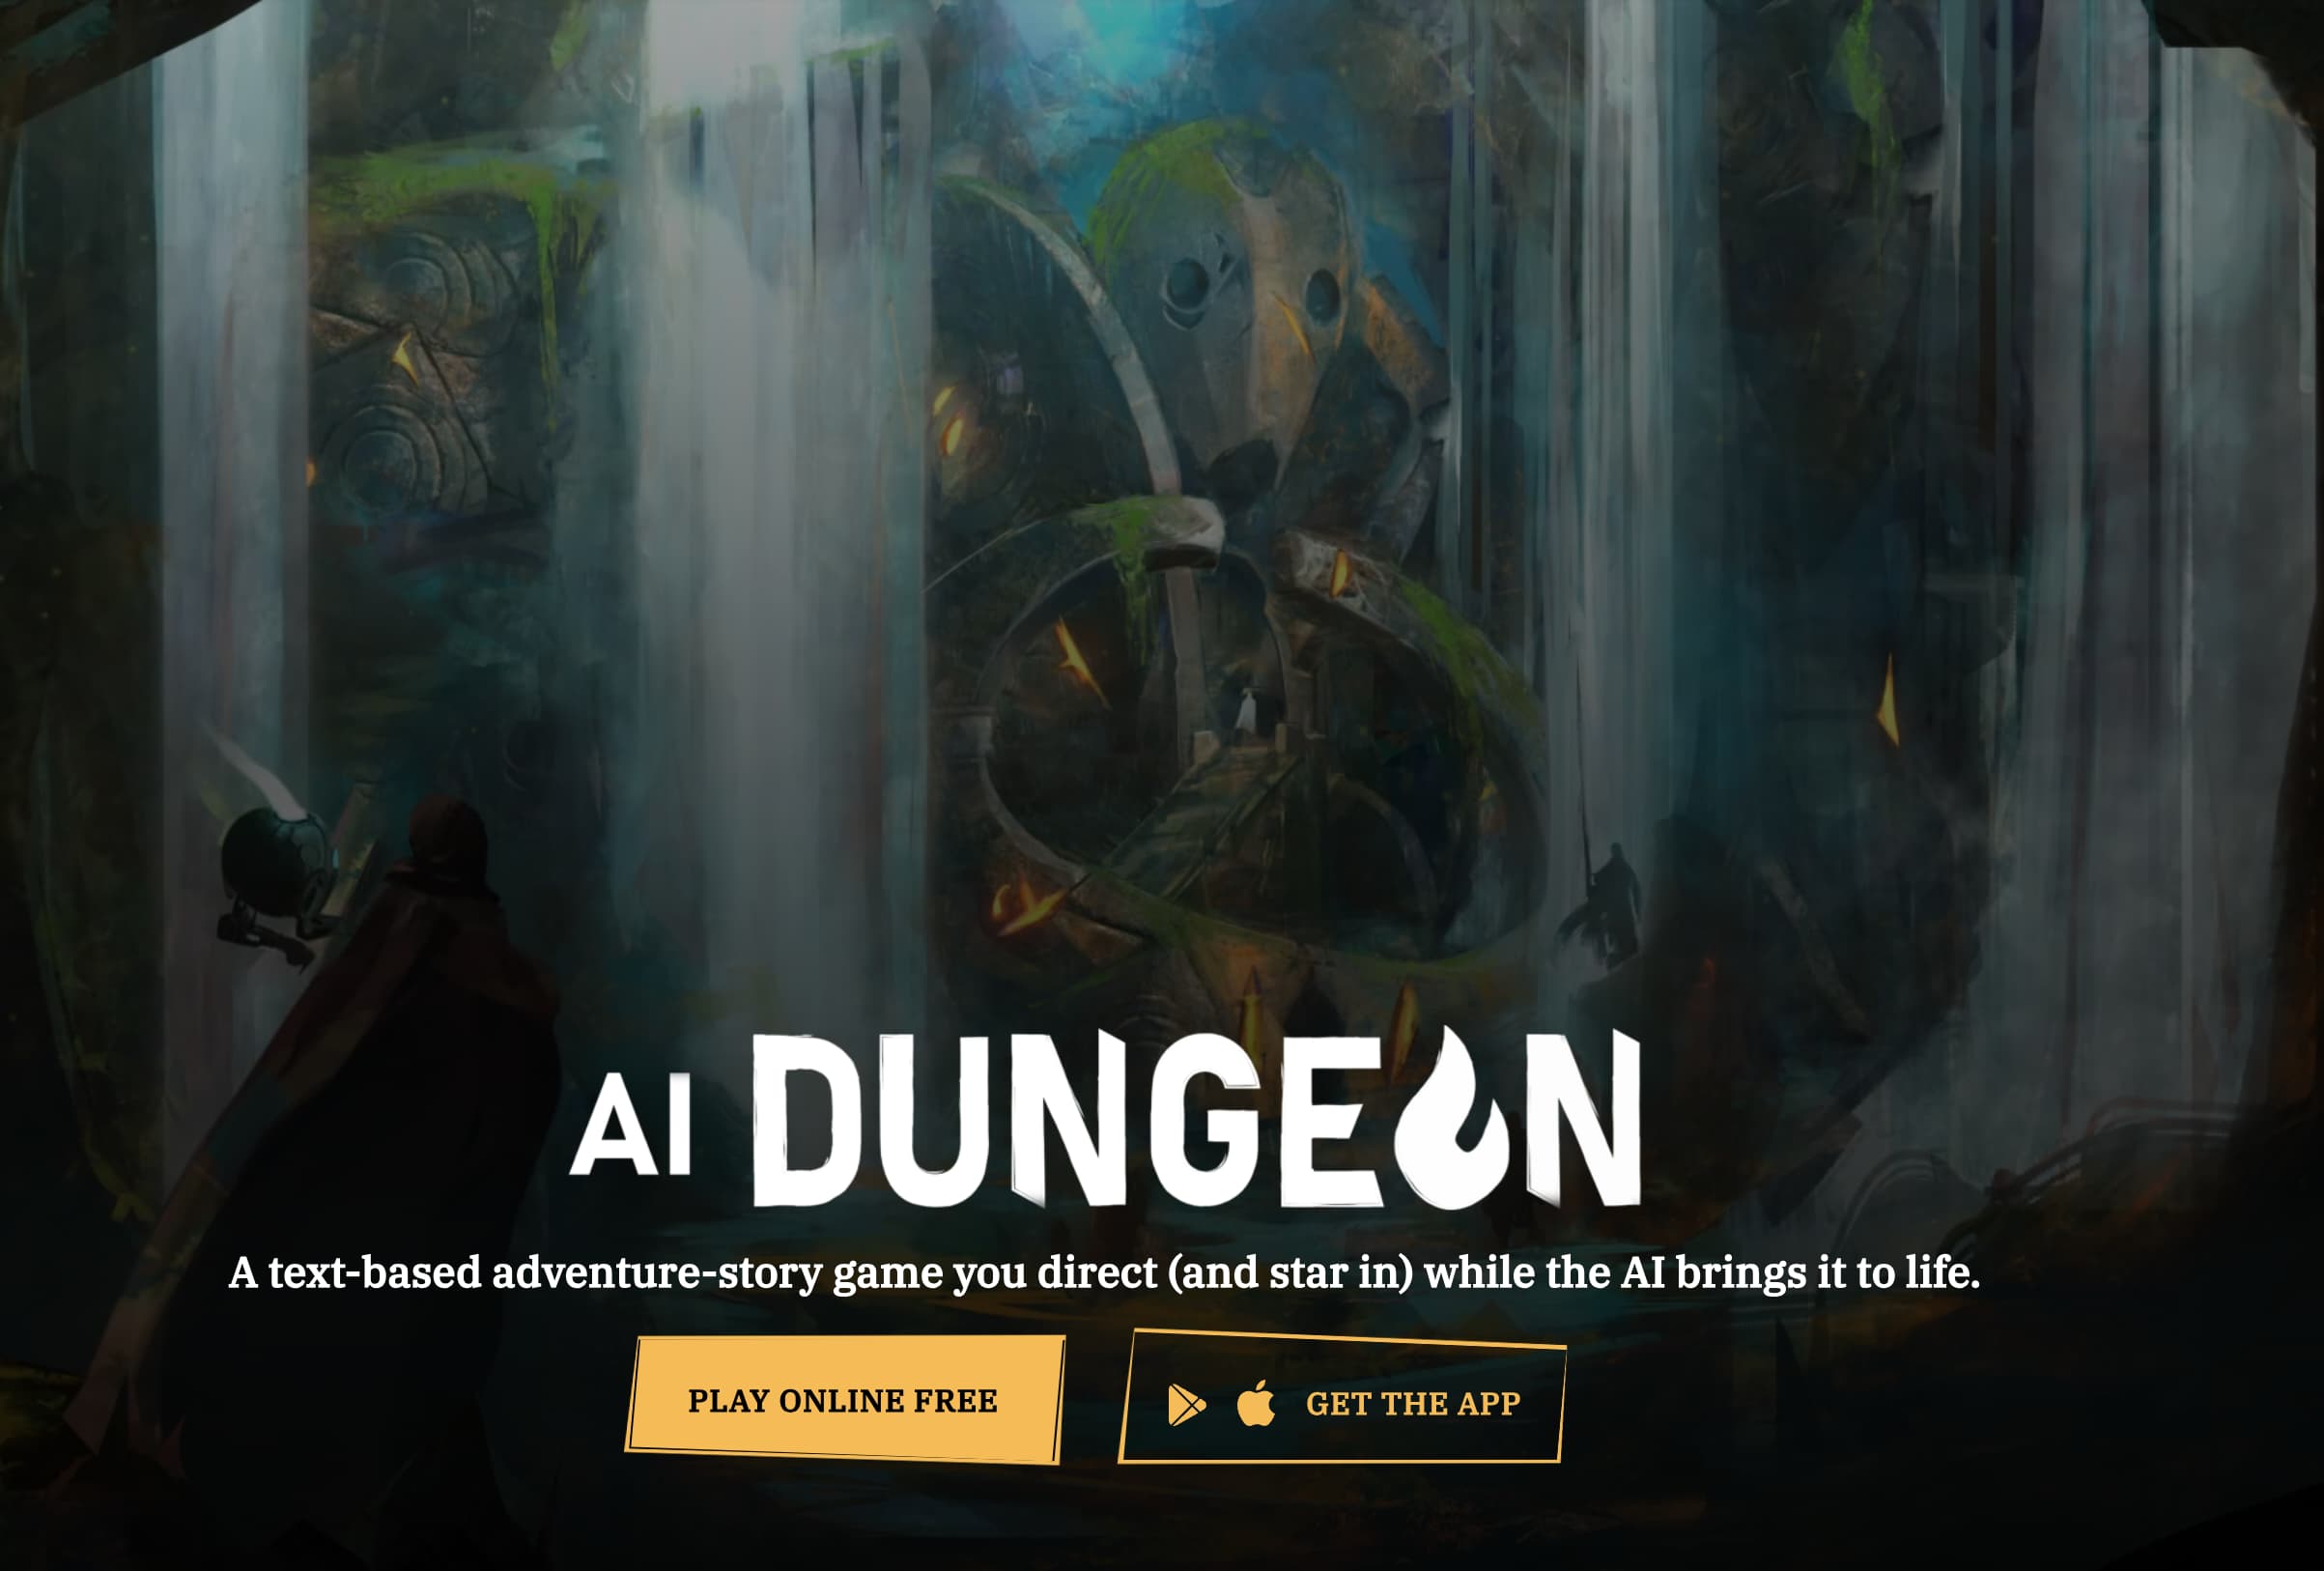 AI DUNGEON
A text-based adventure-story game you direct (and star in) while the AI brings it to life.
PLAY ONLINE FREE
GET THE APP